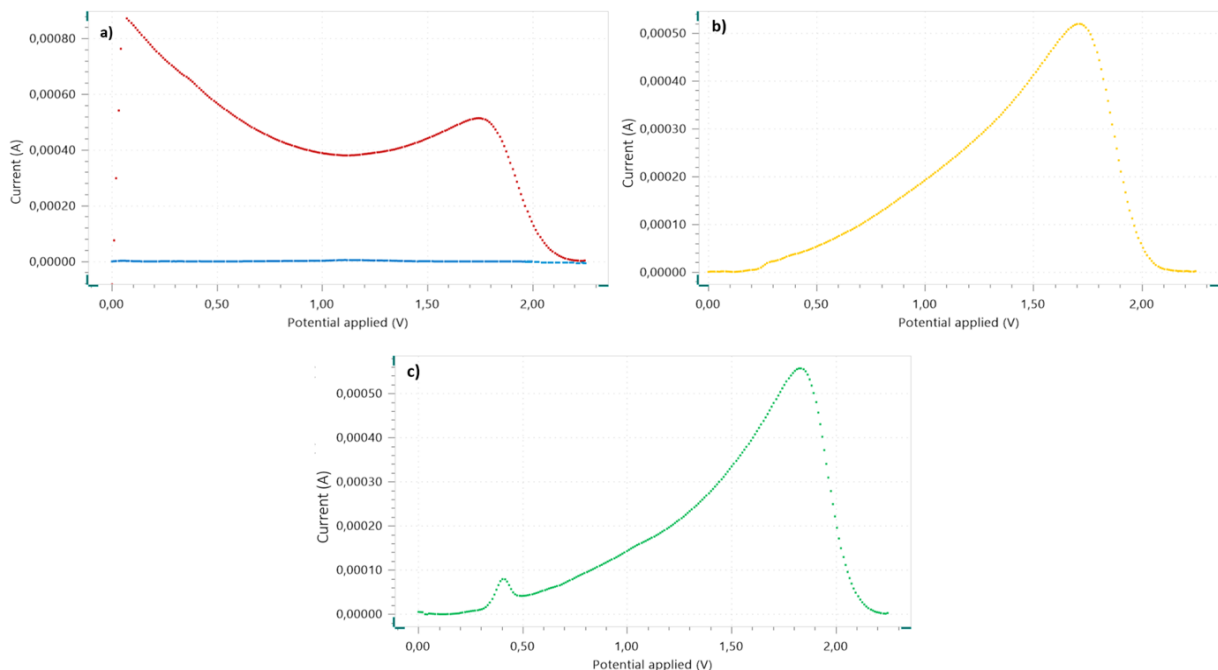 a)
0,00080
0,00060
0,00040
0,00020
0,00000
Current (A)
0,00 0,50 1,00 1,50 2,00
Potential applied (V)
b)
0,00050
0,00040
0,00030
0,00020
0,00010
0,00000
Current (A)
0,00 0,50 1,00 1,50 2,00
Potential applied (V)
c)
0,00050
0,00040
0,00030
0,00020
0,00010
0,00000
Current (A)
0,00 0,50 1,00 1,50 2,00
Potential applied (V)